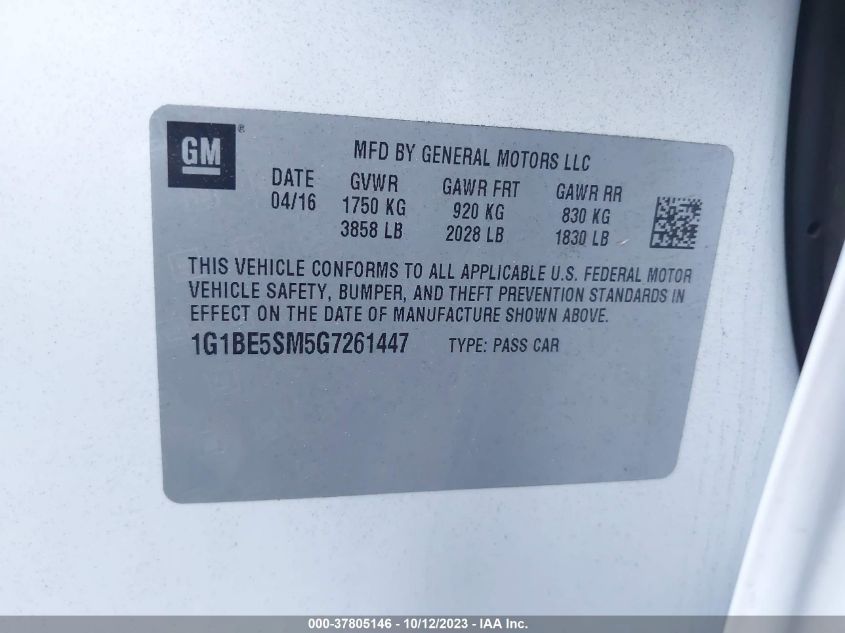 GM®
MFD BY GENERAL MOTORS LLC
DATE GVWR GAWR FRT GAWR RR
04/16 1750 KG 920 KG 830 KG
3858 LB 2028 LB 1830 LB
THIS VEHICLE CONFORMS TO ALL APPLICABLE U.S. FEDERAL MOTOR
VEHICLE SAFETY, BUMPER, AND THEFT PREVENTION STANDARDS IN
EFFECT ON THE DATE OF MANUFACTURE SHOWN ABOVE.
1G1BE5SM5G7261447 TYPE: PASS CAR
000-37805146 - 10/12/2023 - IAA, Inc.